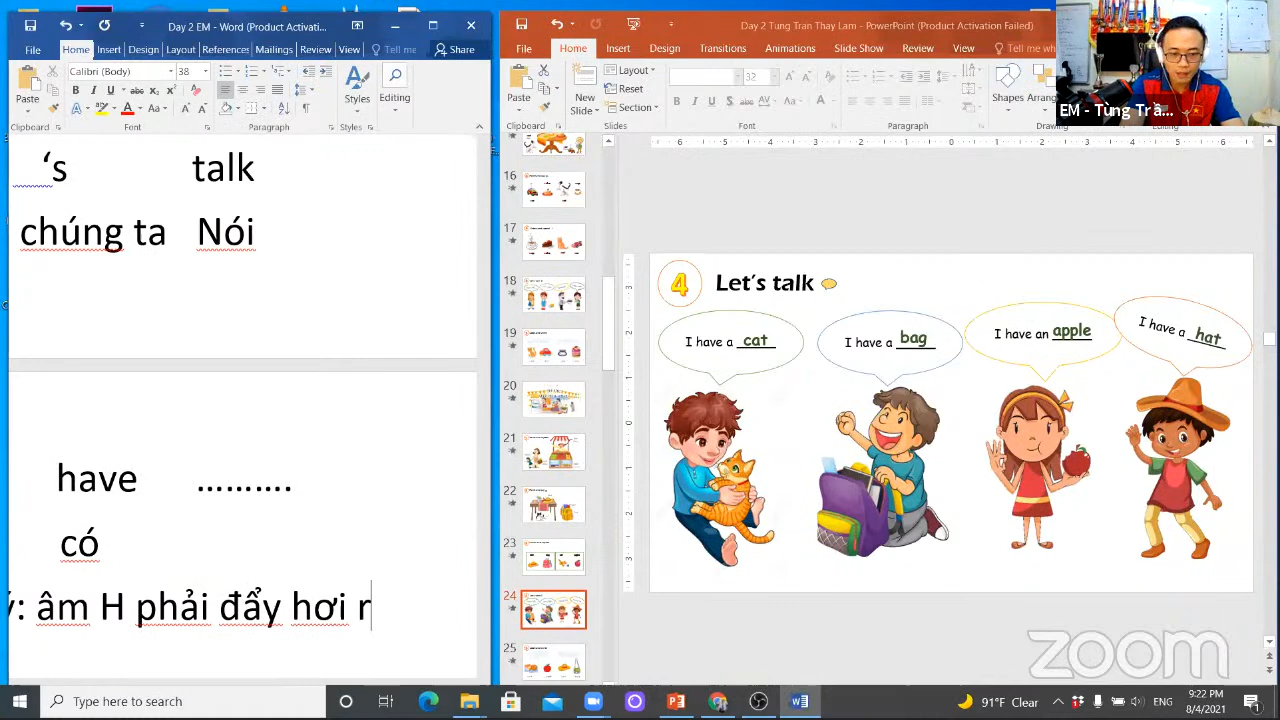 Day 2 EM - Word (Product Activati...
File Home Insert Design Layout References Mailings Review View Tell me Share
Calibri (Body) 38
Paste
Styles
Editing
Clipboard Font Paragraph Styles
's talk
chúng ta Nói
have ..........
có
ý: âm H phải đẩy hơi r
Day 2 Tung Tran Thay Lam - PowerPoint (Product Activation Failed)
File Home Insert Design Transitions Animations Slide Show Review View Tell me wh
Paste
New Slide
Layout
Reset
Section
32
Shapes Arrange
Clipboard Slides Font Paragraph Drawing Editing
EM - Tùng Trầ...
16
17
18
19
20
21
22
23
24
25
4 Let's talk
I have a cat
I have a bag
I have an apple
I have a hat
zoom
Type here to search
91°F Clear
ENG
9:22 PM
8/4/2021